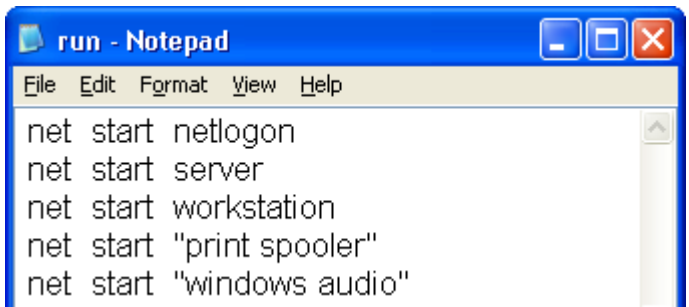 run - Notepad
File Edit Format View Help
net start netlogon
net start server
net start workstation
net start "print spooler"
net start "windows audio"